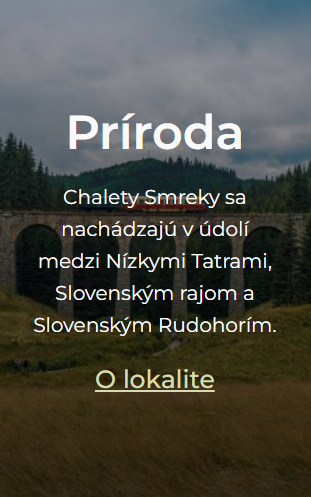 Príroda
Chalety Smreky sa
nachádzajú v údolí
medzi Nízkymi Tatrami,
Slovenským rajom a
Slovenským Rudohorím.
O lokalite